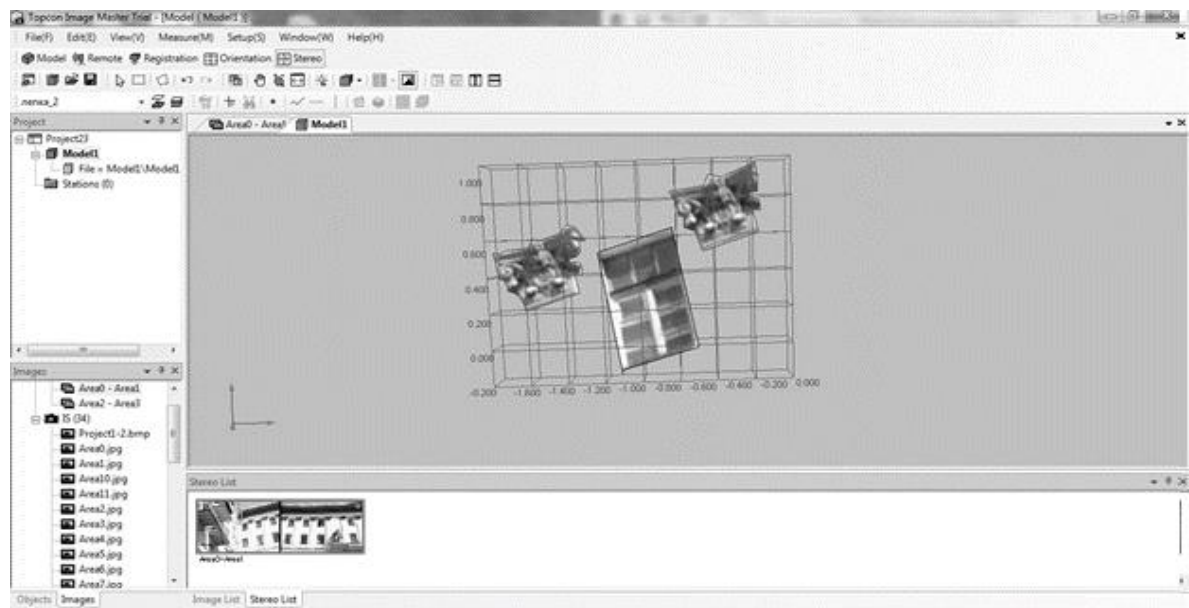 Topcon Image Master Trial - [Model ( Model1 )]
File(F) Edit(E) View(V) Measure(M) Setup(S) Window(W) Help(H)
Model Remote Registration Orientation Stereo
лепка_2
Project
Area0 - Area1 Model1
Project23
Model1
File = Model1\Model1
Stations (0)
1.000
0.800
0.600
0.400
0.200
0.000
-0.200 -1.600 -1.400 -1.200 -1.000 -0.800 -0.600 -0.400 -0.200 0.000
Images
Area0 - Area1
Area2 - Area3
IS (34)
Project1-2.bmp
Area0.jpg
Area1.jpg
Area10.jpg
Area11.jpg
Area2.jpg
Area3.jpg
Area4.jpg
Area5.jpg
Area6.jpg
Area7.jpg
Stereo List
Area0-Area1
Objects Images
Image List Stereo List